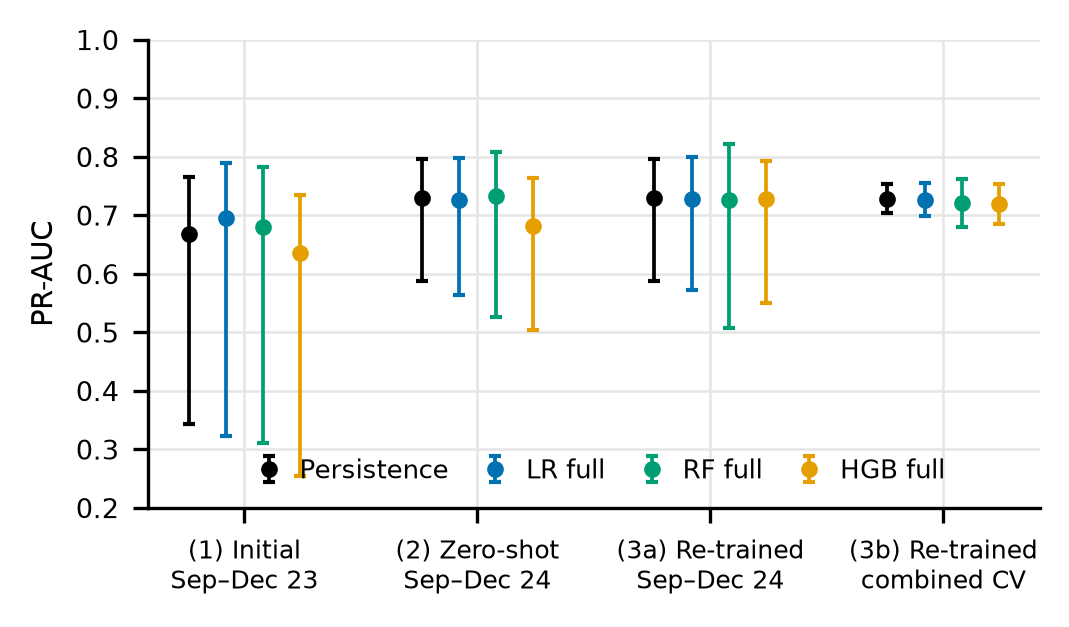 1.0
0.9
0.8
0.7
0.6
0.5
0.4
0.3
0.2
PR-AUC
Persistence LR full RF full HGB full
(1) Initial
Sep–Dec 23
(2) Zero-shot
Sep–Dec 24
(3a) Re-trained
Sep–Dec 24
(3b) Re-trained
combined CV